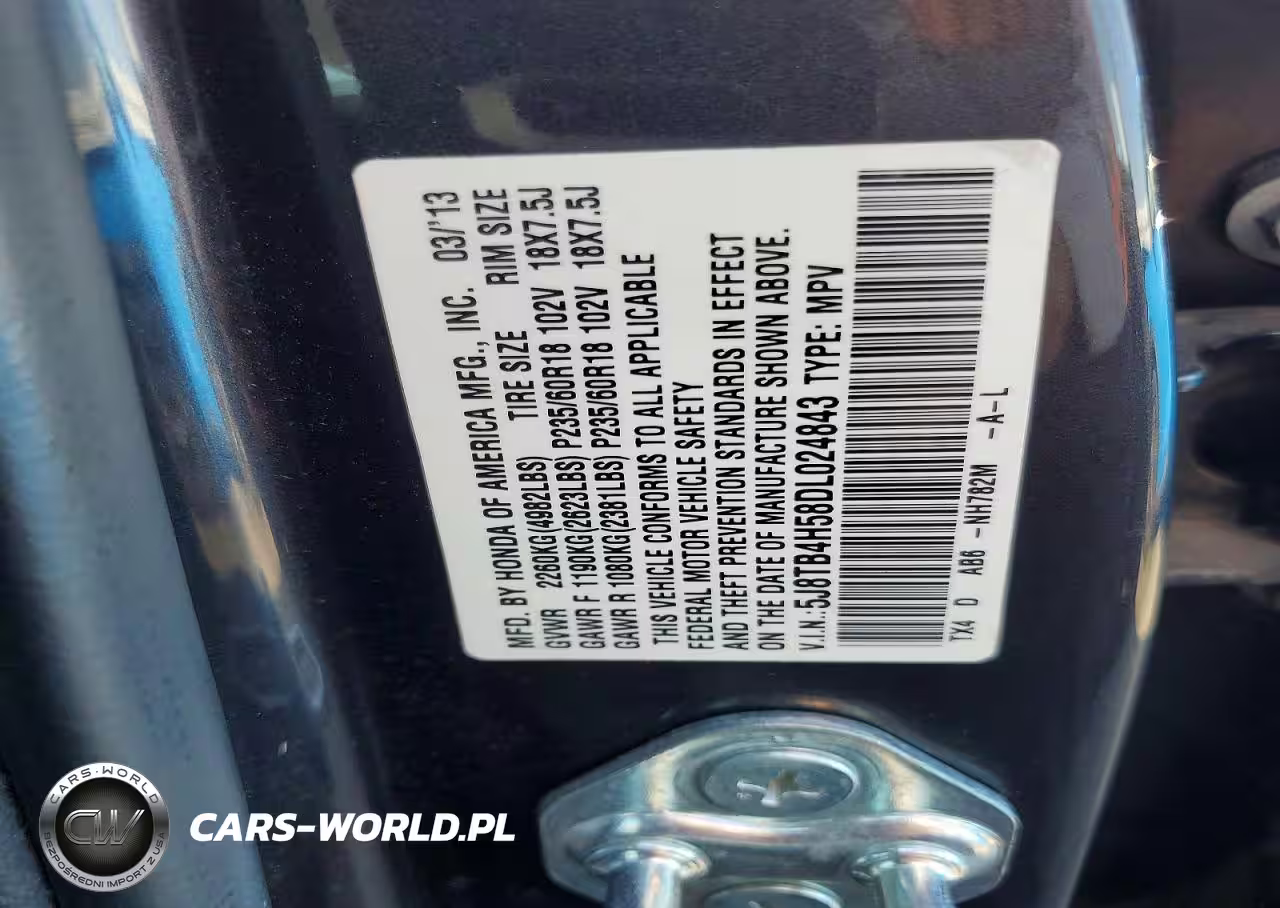 MFD. BY HONDA OF AMERICA MFG., INC. 03/'13
GVWR 2260KG(4982LBS) TIRE SIZE RIM SIZE
GAWR F 1190KG(2623LBS) P235/60R18 102V 18X7.5J
GAWR R 1080KG(2381LBS) P235/60R18 102V 18X7.5J
THIS VEHICLE CONFORMS TO ALL APPLICABLE
FEDERAL MOTOR VEHICLE SAFETY
AND THEFT PREVENTION STANDARDS IN EFFECT
ON THE DATE OF MANUFACTURE SHOWN ABOVE.
V.I.N.:5J8TB4H58DL024843 TYPE: MPV
TX4 D AB6 -NH782M -A-L
CARS-WORLD
CW
BEZPOŚREDNI IMPORT Z USA
CARS-WORLD.PL